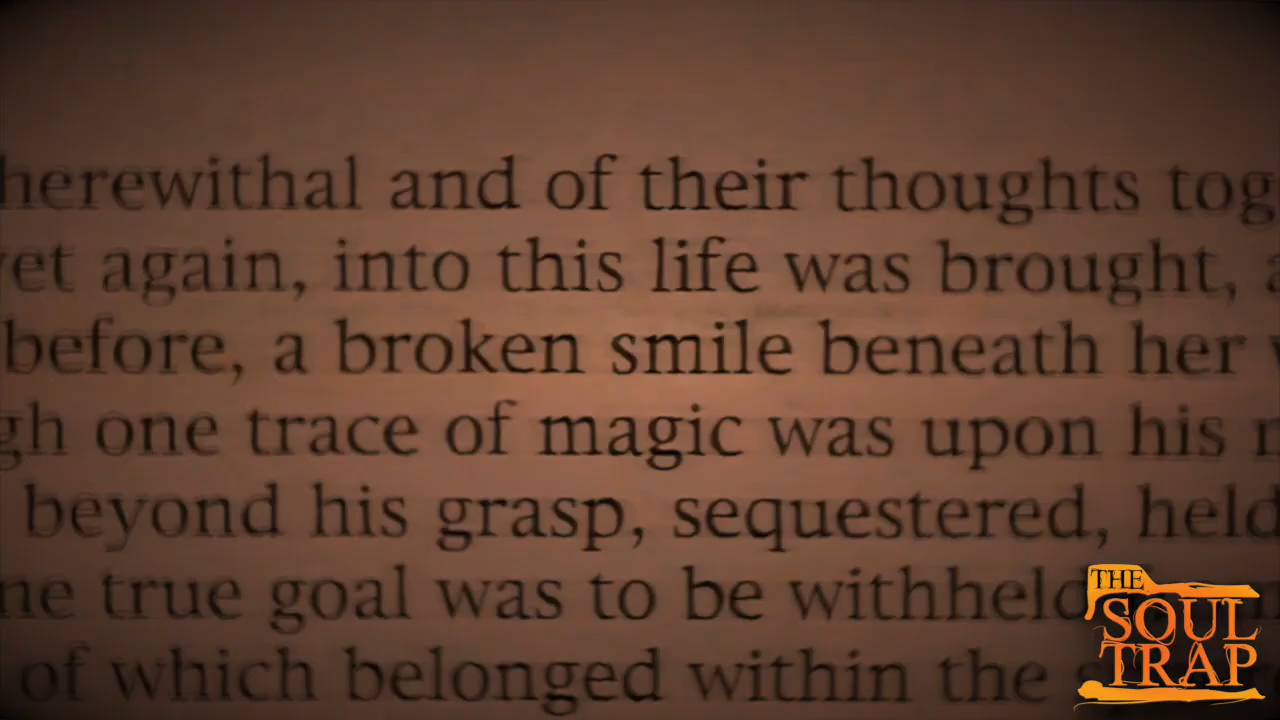 herewithal and of their thoughts tog
yet again, into this life was brought,
before, a broken smile beneath her
gh one trace of magic was upon his
beyond his grasp, sequestered, held
true goal was to be withheld
of which belonged within the
THE
SOUL
TRAP